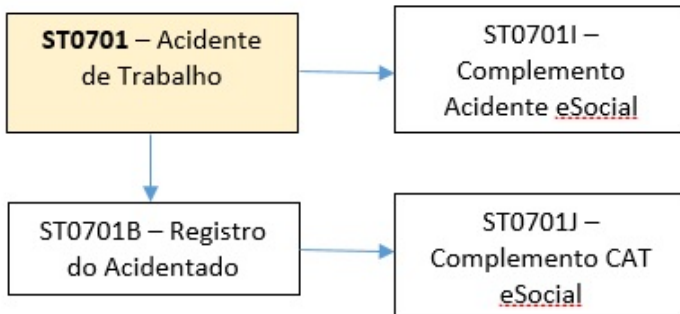 ST0701 – Acidente
de Trabalho
ST0701I –
Complemento
Acidente eSocial
ST0701B – Registro
do Acidentado
ST0701J –
Complemento CAT
eSocial